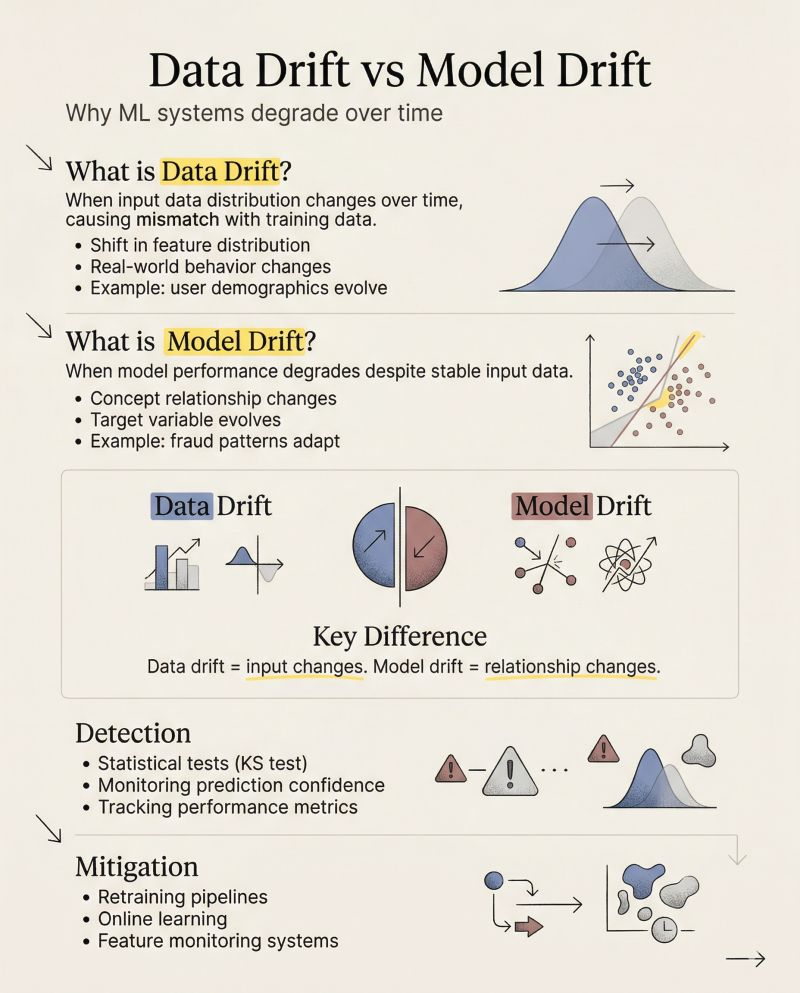 Data Drift vs Model Drift
Why ML systems degrade over time
What is Data Drift?
When input data distribution changes over time,
causing mismatch with training data.
• Shift in feature distribution
• Real-world behavior changes
• Example: user demographics evolve
What is Model Drift?
When model performance degrades despite stable input data.
• Concept relationship changes
• Target variable evolves
• Example: fraud patterns adapt
Data Drift
Model Drift
Key Difference
Data drift = input changes. Model drift = relationship changes.
Detection
• Statistical tests (KS test)
• Monitoring prediction confidence
• Tracking performance metrics
Mitigation
• Retraining pipelines
• Online learning
• Feature monitoring systems